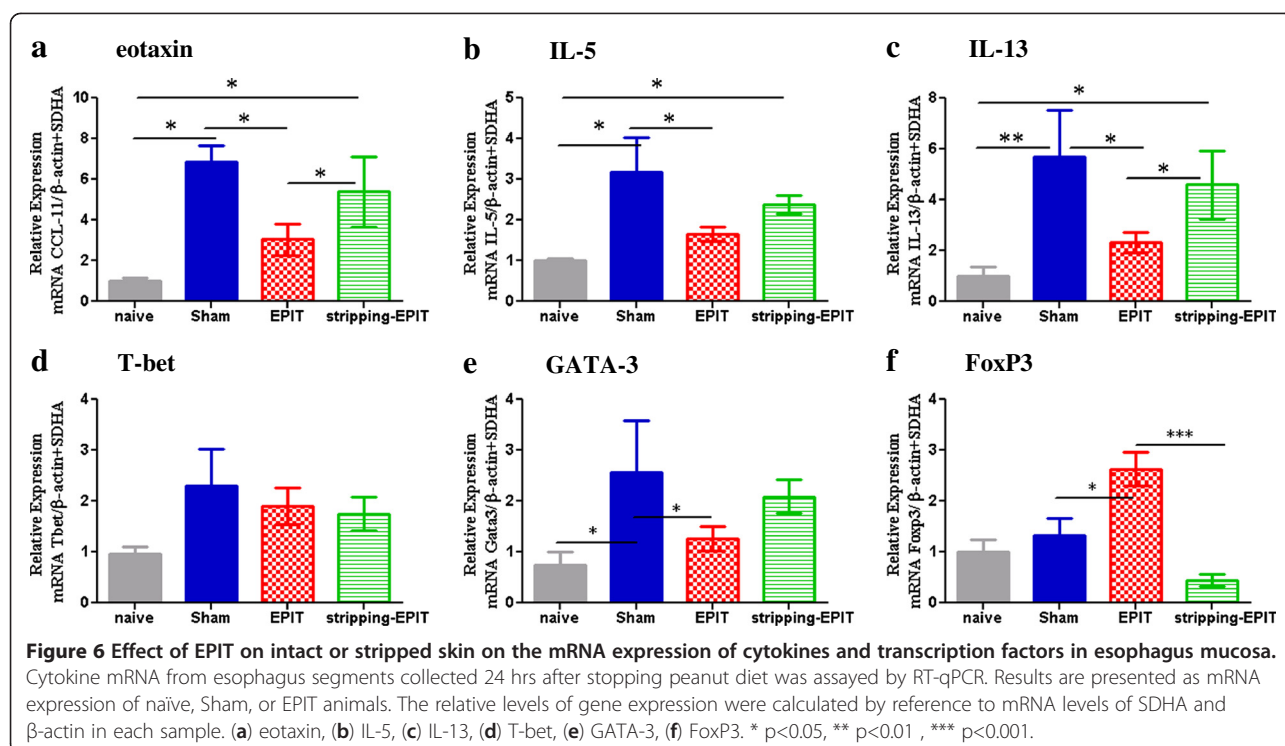 a eotaxin
*
* *
*
Relative Expression
mRNA CCL-11/β-actin+SDHA
10
8
6
4
2
0
naive Sham EPIT stripping-EPIT
b IL-5
*
* *
Relative Expression
mRNA IL-5/β-actin+SDHA
5
4
3
2
1
0
naive Sham EPIT stripping-EPIT
c IL-13
*
** *
*
Relative Expression
mRNA IL-13/β-actin+SDHA
8
6
4
2
0
naive Sham EPIT stripping-EPIT
d T-bet
Relative Expression
mRNA Tbet/β-actin+SDHA
4
3
2
1
0
naive Sham EPIT stripping-EPIT
e GATA-3
* *
Relative Expression
mRNA Gata3/β-actin+SDHA
4
3
2
1
0
naive Sham EPIT stripping-EPIT
f FoxP3
***
*
Relative Expression
mRNA Foxp3/ β-actin+SDHA
4
3
2
1
0
naive Sham EPIT stripping-EPIT
Figure 6 Effect of EPIT on intact or stripped skin on the mRNA expression of cytokines and transcription factors in esophagus mucosa.
Cytokine mRNA from esophagus segments collected 24 hrs after stopping peanut diet was assayed by RT-qPCR. Results are presented as mRNA
expression of naïve, Sham, or EPIT animals. The relative levels of gene expression were calculated by reference to mRNA levels of SDHA and
β-actin in each sample. (a) eotaxin, (b) IL-5, (c) IL-13, (d) T-bet, (e) GATA-3, (f) FoxP3. * p<0.05, ** p<0.01 , *** p<0.001.